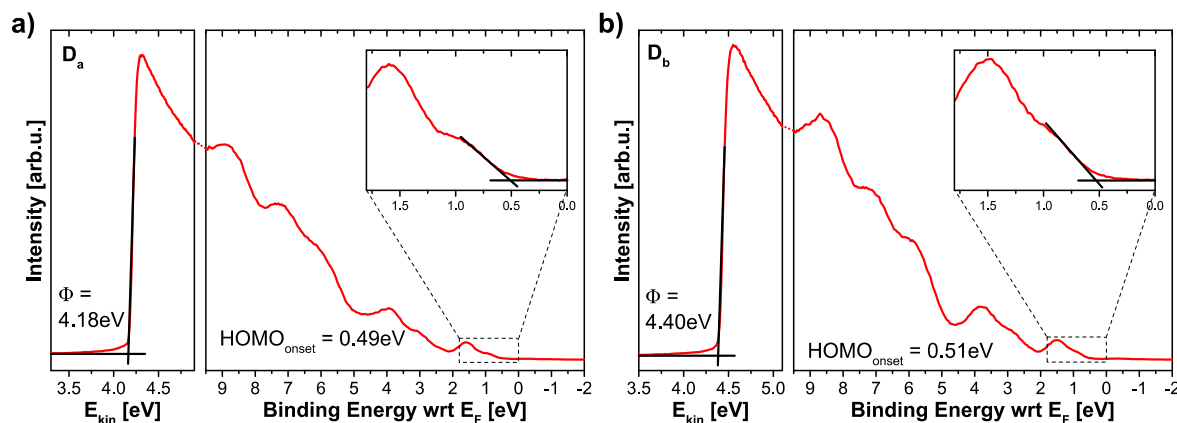 a)
D_a
Intensity [arb.u.]
Φ =
4.18eV
HOMO_onset = 0.49eV
1.5 1.0 0.5 0.0
3.5 4.0 4.5
9 8 7 6 5 4 3 2 1 0 -1 -2
E_kin [eV]
Binding Energy wrt E_F [eV]
b)
D_b
Intensity [arb.u.]
Φ =
4.40eV
HOMO_onset = 0.51eV
1.5 1.0 0.5 0.0
3.5 4.0 4.5 5.0
9 8 7 6 5 4 3 2 1 0 -1 -2
E_kin [eV]
Binding Energy wrt E_F [eV]